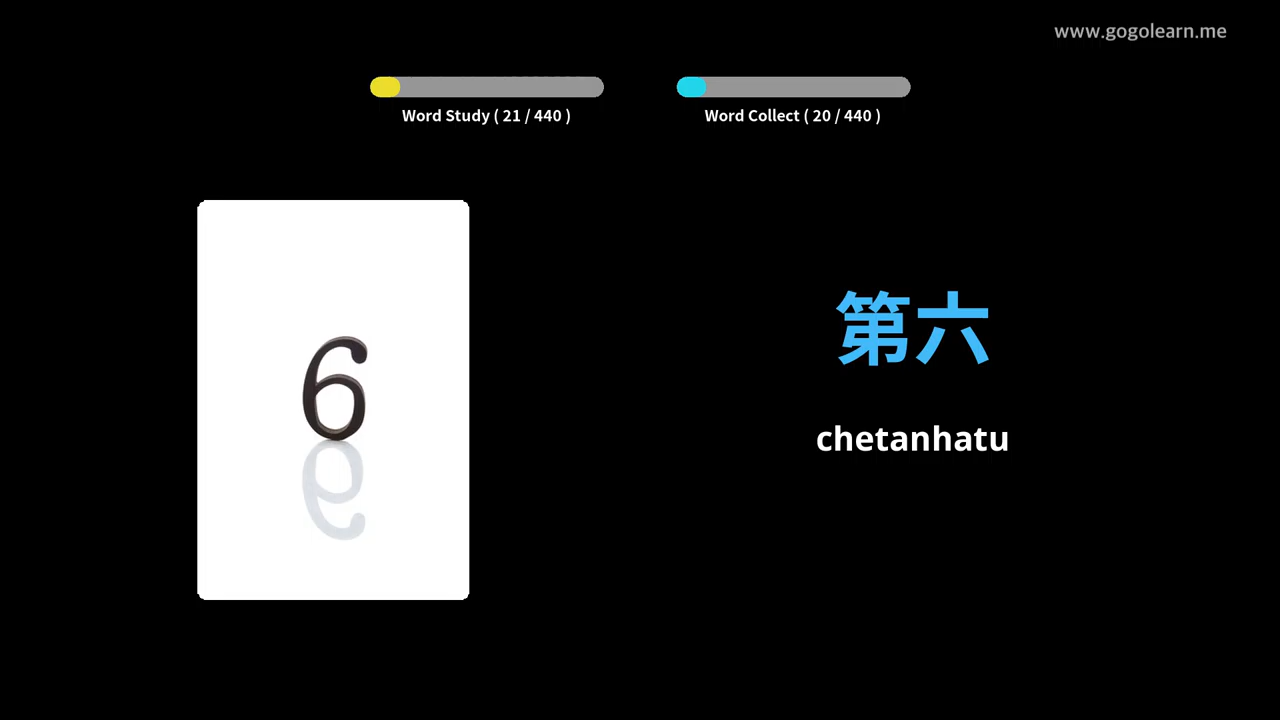 www.gogolearn.me
Word Study ( 21 / 440 )
Word Collect ( 20 / 440 )
6
第六
chetanhatu